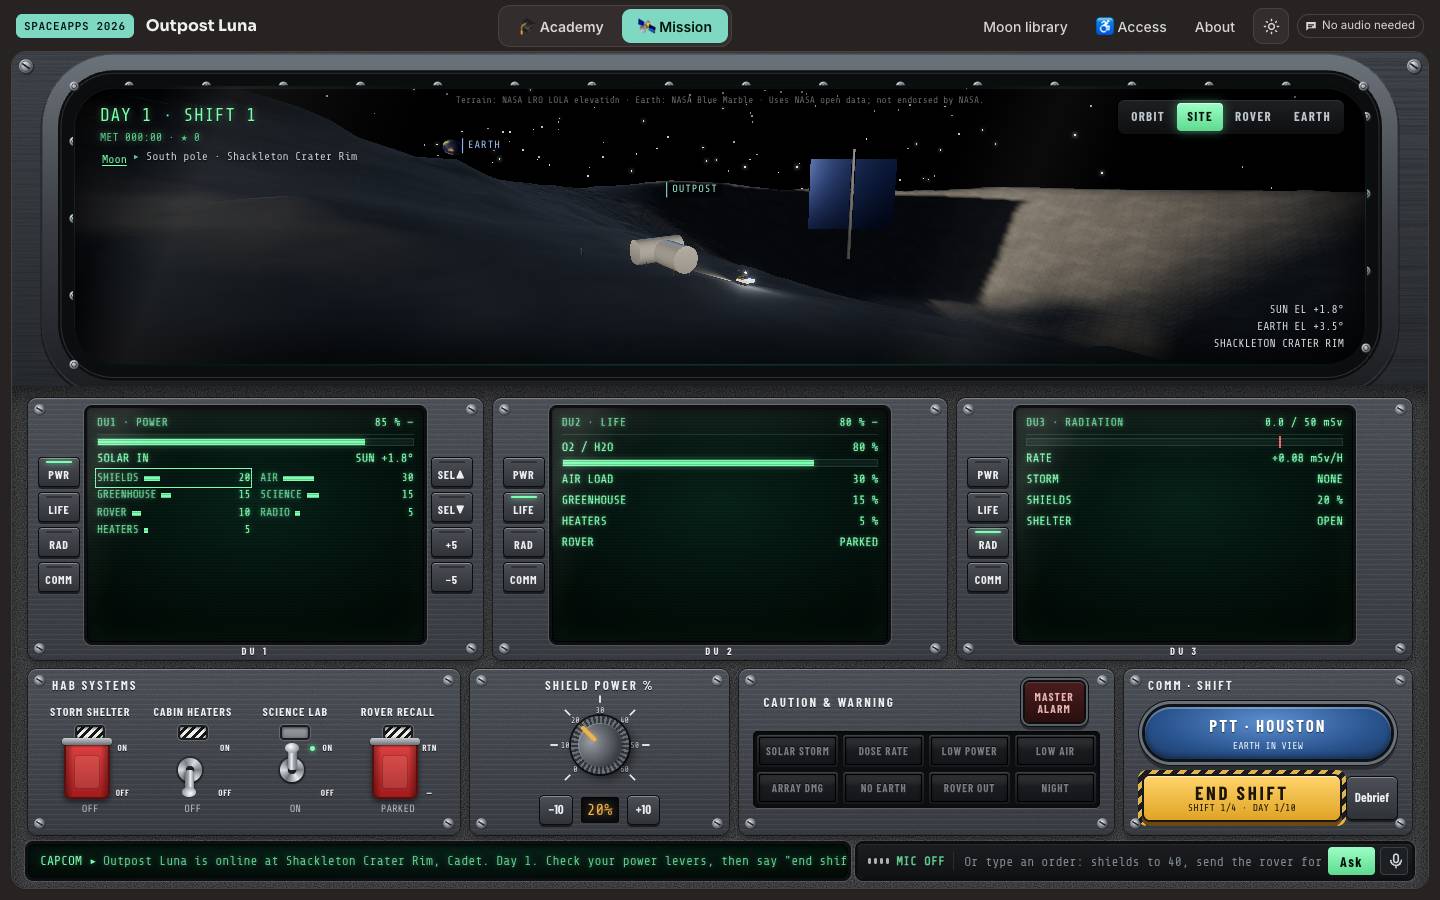 SPACEAPPS 2026
Outpost Luna
Academy
Mission
Moon library
Access
About
No audio needed
DAY 1 · SHIFT 1
MET 000:00 · ★ 0
Moon ▸ South pole · Shackleton Crater Rim
Terrain: NASA LRO LOLA elevation · Earth: NASA Blue Marble · Uses NASA open data; not endorsed by NASA.
ORBIT
SITE
ROVER
EARTH
EARTH
OUTPOST
SUN EL +1.8°
EARTH EL +3.5°
SHACKLETON CRATER RIM
PWR
LIFE
RAD
COMM
DU1 · POWER 85 % —
SOLAR IN SUN +1.8°
SHIELDS 20 AIR 30
GREENHOUSE 15 SCIENCE 15
ROVER 10 RADIO 5
HEATERS 5
SEL▲
SEL▼
+5
−5
DU 1
PWR
LIFE
RAD
COMM
DU2 · LIFE 80 % —
O2 / H2O 80 %
AIR LOAD 30 %
GREENHOUSE 15 %
HEATERS 5 %
ROVER PARKED
DU 2
PWR
LIFE
RAD
COMM
DU3 · RADIATION 0.0 / 50 mSv
RATE +0.08 mSv/H
STORM NONE
SHIELDS 20 %
SHELTER OPEN
DU 3
HAB SYSTEMS
STORM SHELTER
ON
OFF
OFF
CABIN HEATERS
ON
OFF
OFF
SCIENCE LAB
ON
OFF
ON
ROVER RECALL
RTN
—
PARKED
SHIELD POWER %
0
10
20
30
40
50
60
−10
20%
+10
CAUTION & WARNING
MASTER
ALARM
SOLAR STORM
DOSE RATE
LOW POWER
LOW AIR
ARRAY DMG
NO EARTH
ROVER OUT
NIGHT
COMM · SHIFT
PTT · HOUSTON
EARTH IN VIEW
END SHIFT
SHIFT 1/4 · DAY 1/10
Debrief
CAPCOM ▸ Outpost Luna is online at Shackleton Crater Rim, Cadet. Day 1. Check your power levers, then say "end shif
MIC OFF
Or type an order: shields to 40, send the rover for
Ask